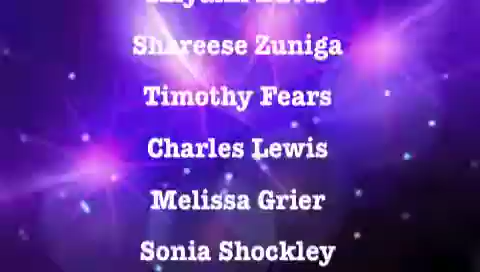 Shareese Zuniga
Timothy Fears
Charles Lewis
Melissa Grier
Sonia Shockley